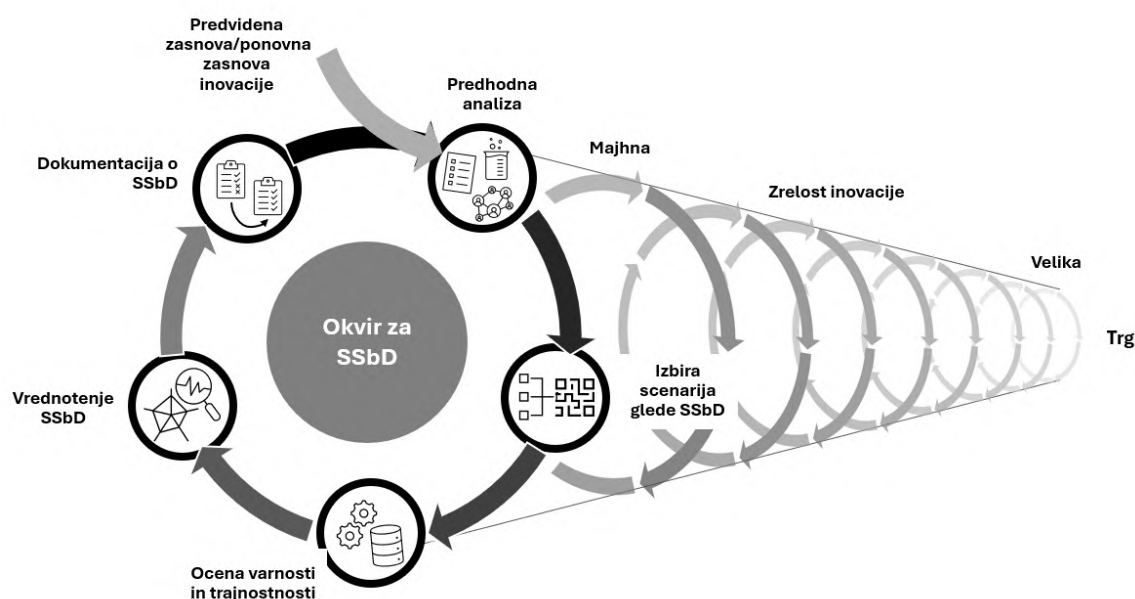 Predvidena
zasnova/ponovna
zasnova
inovacije
Predhodna
analiza
Majhna
Dokumentacija o
SSbD
Zrelost inovacije
Velika
Okvir za
SSbD
Trg
Izbira
scenarija
glede SSbD
Vrednotenje
SSbD
Ocena varnosti
in trajnostnosti